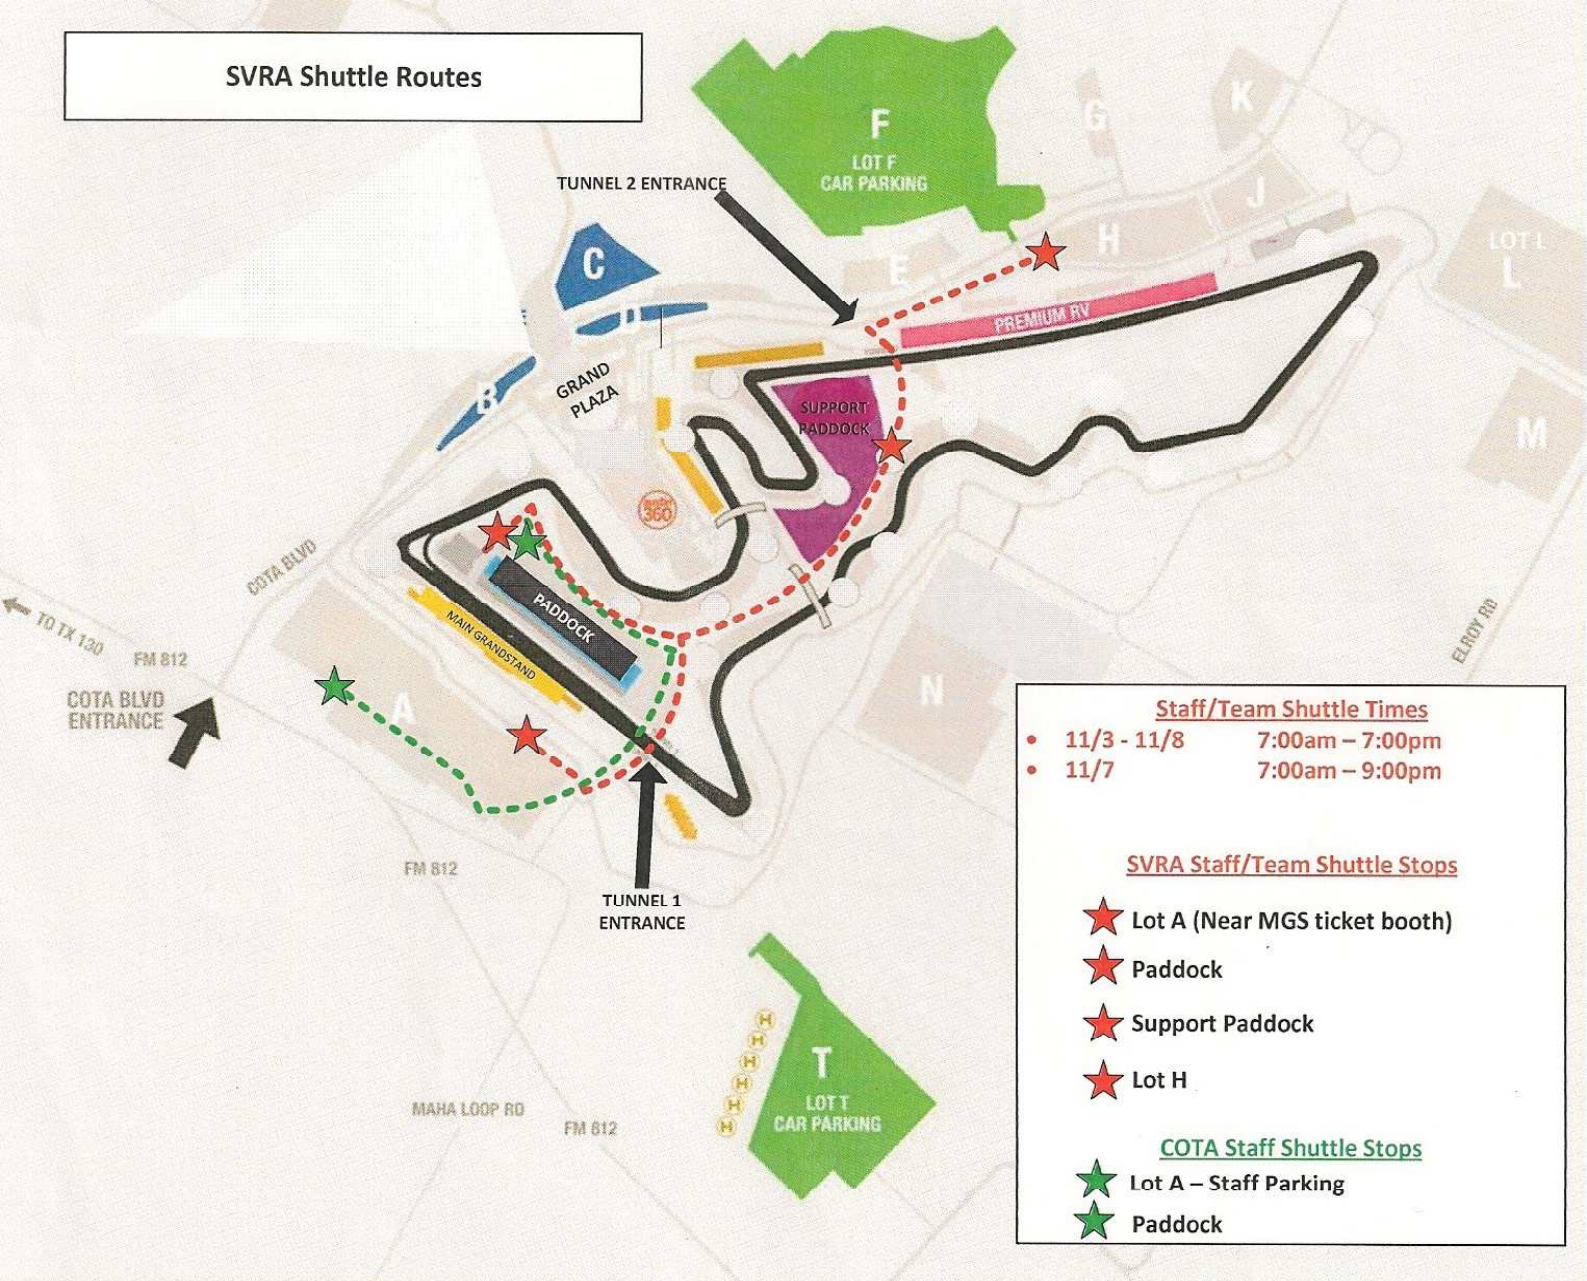 SVRA Shuttle Routes
F
LOT F
CAR PARKING
G
K
TUNNEL 2 ENTRANCE
J
H
E
C
D
LOT L
L
PREMIUM RV
GRAND
PLAZA
B
SUPPORT
PADDOCK
M
360
COTA BLVD
PADDOCK
MAIN GRANDSTAND
TO TX 130
FM 812
COTA BLVD
ENTRANCE
A
N
ELROY RD
FM 812
TUNNEL 1
ENTRANCE
Staff/Team Shuttle Times
• 11/3 - 11/8 7:00am – 7:00pm
• 11/7 7:00am – 9:00pm
SVRA Staff/Team Shuttle Stops
Lot A (Near MGS ticket booth)
Paddock
Support Paddock
Lot H
COTA Staff Shuttle Stops
Lot A – Staff Parking
Paddock
H
H
H
H
H
H
T
LOT T
CAR PARKING
MAHA LOOP RD
FM 812